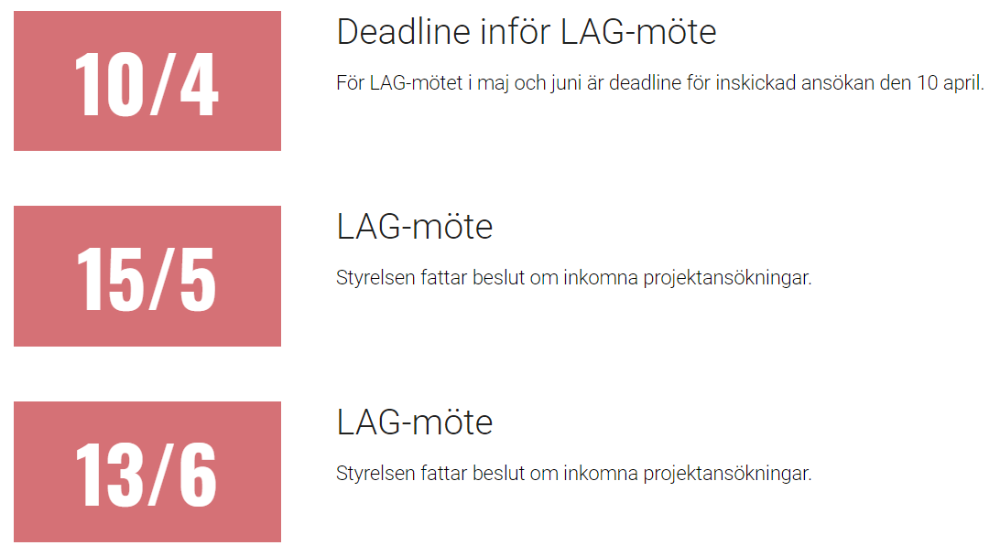 10/4
Deadline inför LAG-möte
För LAG-mötet i maj och juni är deadline för inskickad ansökan den 10 april.
15/5
LAG-möte
Styrelsen fattar beslut om inkomna projektansökningar.
13/6
LAG-möte
Styrelsen fattar beslut om inkomna projektansökningar.